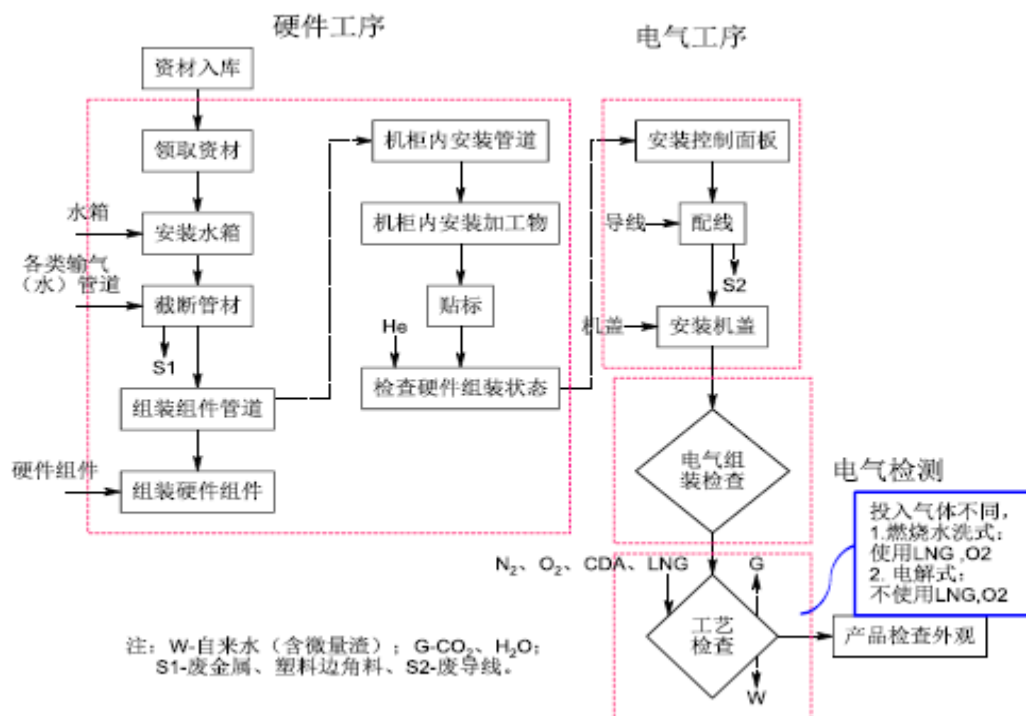 硬件工序
电气工序
资材入库
领取资材
水箱
安装水箱
各类输气
（水）管道
截断管材
S1
组装组件管道
硬件组件
组装硬件组件
机柜内安装管道
机柜内安装加工物
贴标
He
检查硬件组装状态
安装控制面板
导线
配线
S2
机盖
安装机盖
电气组
装检查
电气检测
投入气体不同，
1.燃烧水洗式：
使用LNG ,O2
2. 电解式：
不使用LNG,O2
N₂、O₂、CDA、LNG
G
工艺
检查
W
产品检查外观
注：W-自来水（含微量渣）；G-CO₂、H₂O；
S1-废金属、塑料边角料、S2-废导线。